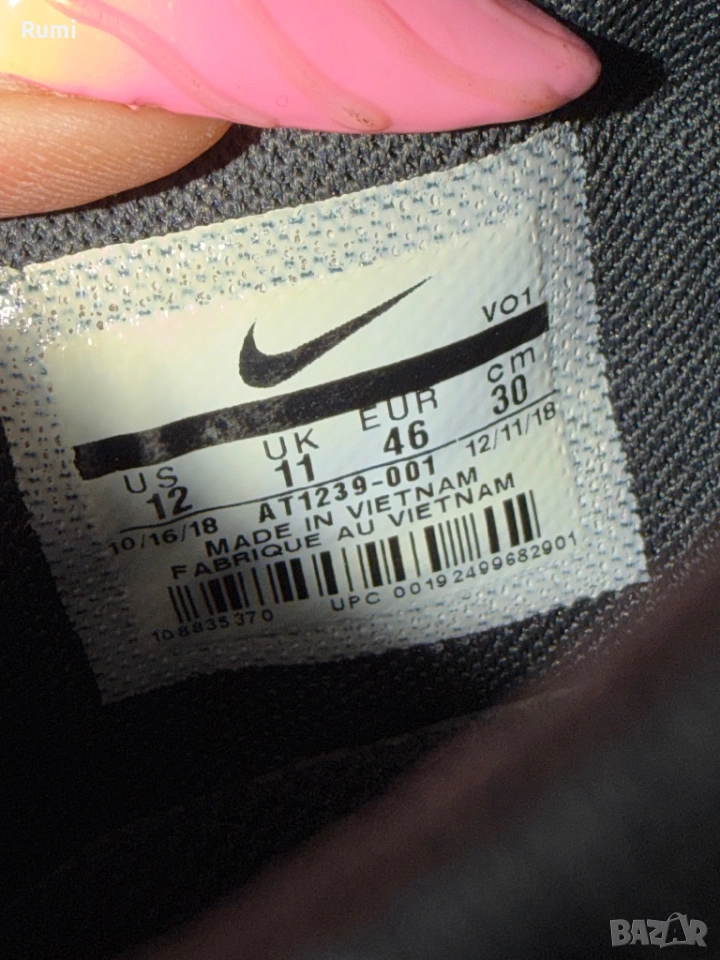 Rumi
VO1
US UK EUR cm
12 11 46 30
10/16/18 AT1239-001 12/11/18
MADE IN VIETNAM
FABRIQUE AU VIETNAM
108835370 UPC 00192499682901
BAZAR